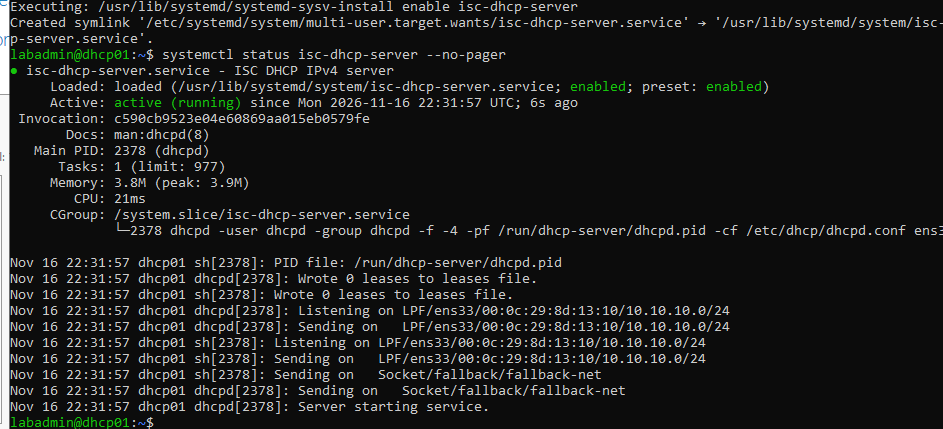 Executing: /usr/lib/systemd/systemd-sysv-install enable isc-dhcp-server
Created symlink '/etc/systemd/system/multi-user.target.wants/isc-dhcp-server.service' → '/usr/lib/systemd/system/isc-
p-server.service'.
labadmin@dhcp01:~$ systemctl status isc-dhcp-server --no-pager
● isc-dhcp-server.service - ISC DHCP IPv4 server
Loaded: loaded (/usr/lib/systemd/system/isc-dhcp-server.service; enabled; preset: enabled)
Active: active (running) since Mon 2026-11-16 22:31:57 UTC; 6s ago
Invocation: c590cb9523e04e60869aa015eb0579fe
Docs: man:dhcpd(8)
Main PID: 2378 (dhcpd)
Tasks: 1 (limit: 977)
Memory: 3.8M (peak: 3.9M)
CPU: 21ms
CGroup: /system.slice/isc-dhcp-server.service
└─2378 dhcpd -user dhcpd -group dhcpd -f -4 -pf /run/dhcp-server/dhcpd.pid -cf /etc/dhcp/dhcpd.conf ens3
Nov 16 22:31:57 dhcp01 sh[2378]: PID file: /run/dhcp-server/dhcpd.pid
Nov 16 22:31:57 dhcp01 dhcpd[2378]: Wrote 0 leases to leases file.
Nov 16 22:31:57 dhcp01 sh[2378]: Wrote 0 leases to leases file.
Nov 16 22:31:57 dhcp01 dhcpd[2378]: Listening on LPF/ens33/00:0c:29:8d:13:10/10.10.10.0/24
Nov 16 22:31:57 dhcp01 dhcpd[2378]: Sending on   LPF/ens33/00:0c:29:8d:13:10/10.10.10.0/24
Nov 16 22:31:57 dhcp01 sh[2378]: Listening on LPF/ens33/00:0c:29:8d:13:10/10.10.10.0/24
Nov 16 22:31:57 dhcp01 sh[2378]: Sending on   LPF/ens33/00:0c:29:8d:13:10/10.10.10.0/24
Nov 16 22:31:57 dhcp01 sh[2378]: Sending on   Socket/fallback/fallback-net
Nov 16 22:31:57 dhcp01 dhcpd[2378]: Sending on   Socket/fallback/fallback-net
Nov 16 22:31:57 dhcp01 dhcpd[2378]: Server starting service.
labadmin@dhcp01:~$